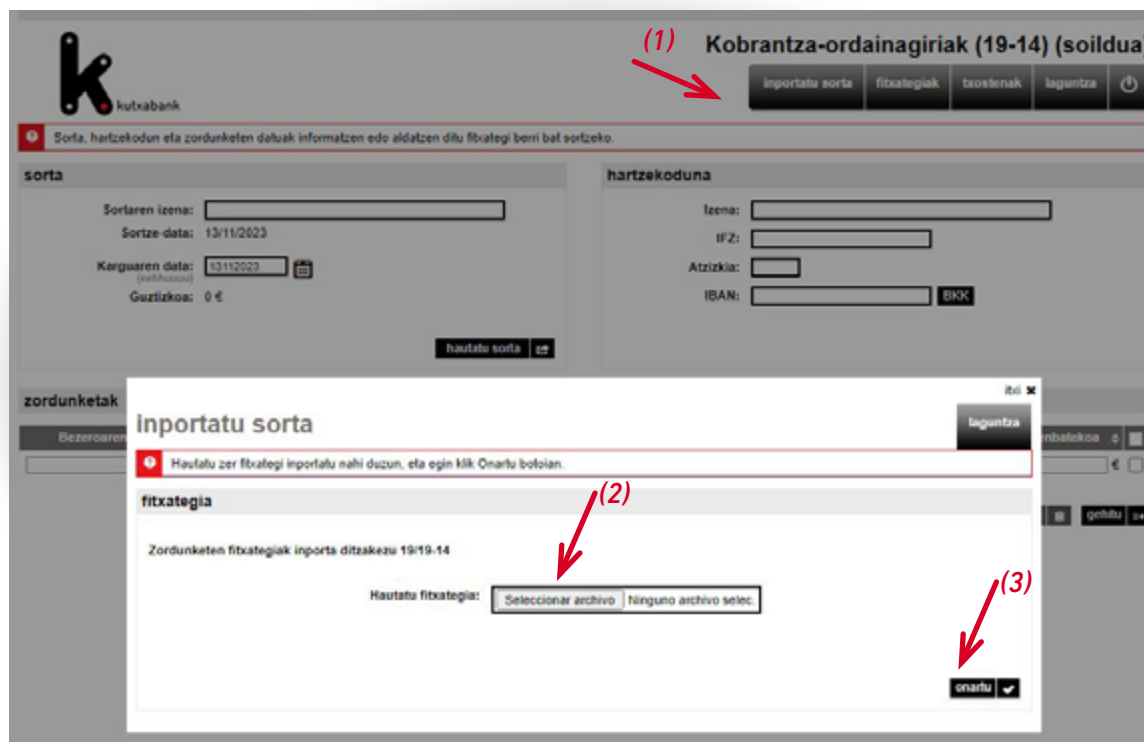 (1)
Kobrantza-ordainagiriak (19-14) (soildua)
inportatu sorta fitxategiak txostenak laguntza
kutxabank
Sorta, hartzekodun eta zordunketen datuak informatzen edo aldatzen ditu fitxategi berri bat sortzeko.
sorta
hartzekoduna
Sortaren izena:
Izena:
Sortze-data: 13/11/2023
IFZ:
Karguaren data: 13112023
(eehhuuuu)
Atzizkia:
Guztizkoa: 0 €
IBAN: BKK
hautatu sorta
zordunketak
itxi
inportatu sorta
laguntza
Bezeroaren
nbatekoa
Hautatu zer fitxategi inportatu nahi duzun, eta egin klik Onartu botoian.
€
fitxategia
(2)
gehitu
Zordunketen fitxategiak inporta ditzakezu 19/19-14
Hautatu fitxategia: Seleccionar archivo Ninguno archivo selec.
(3)
onartu